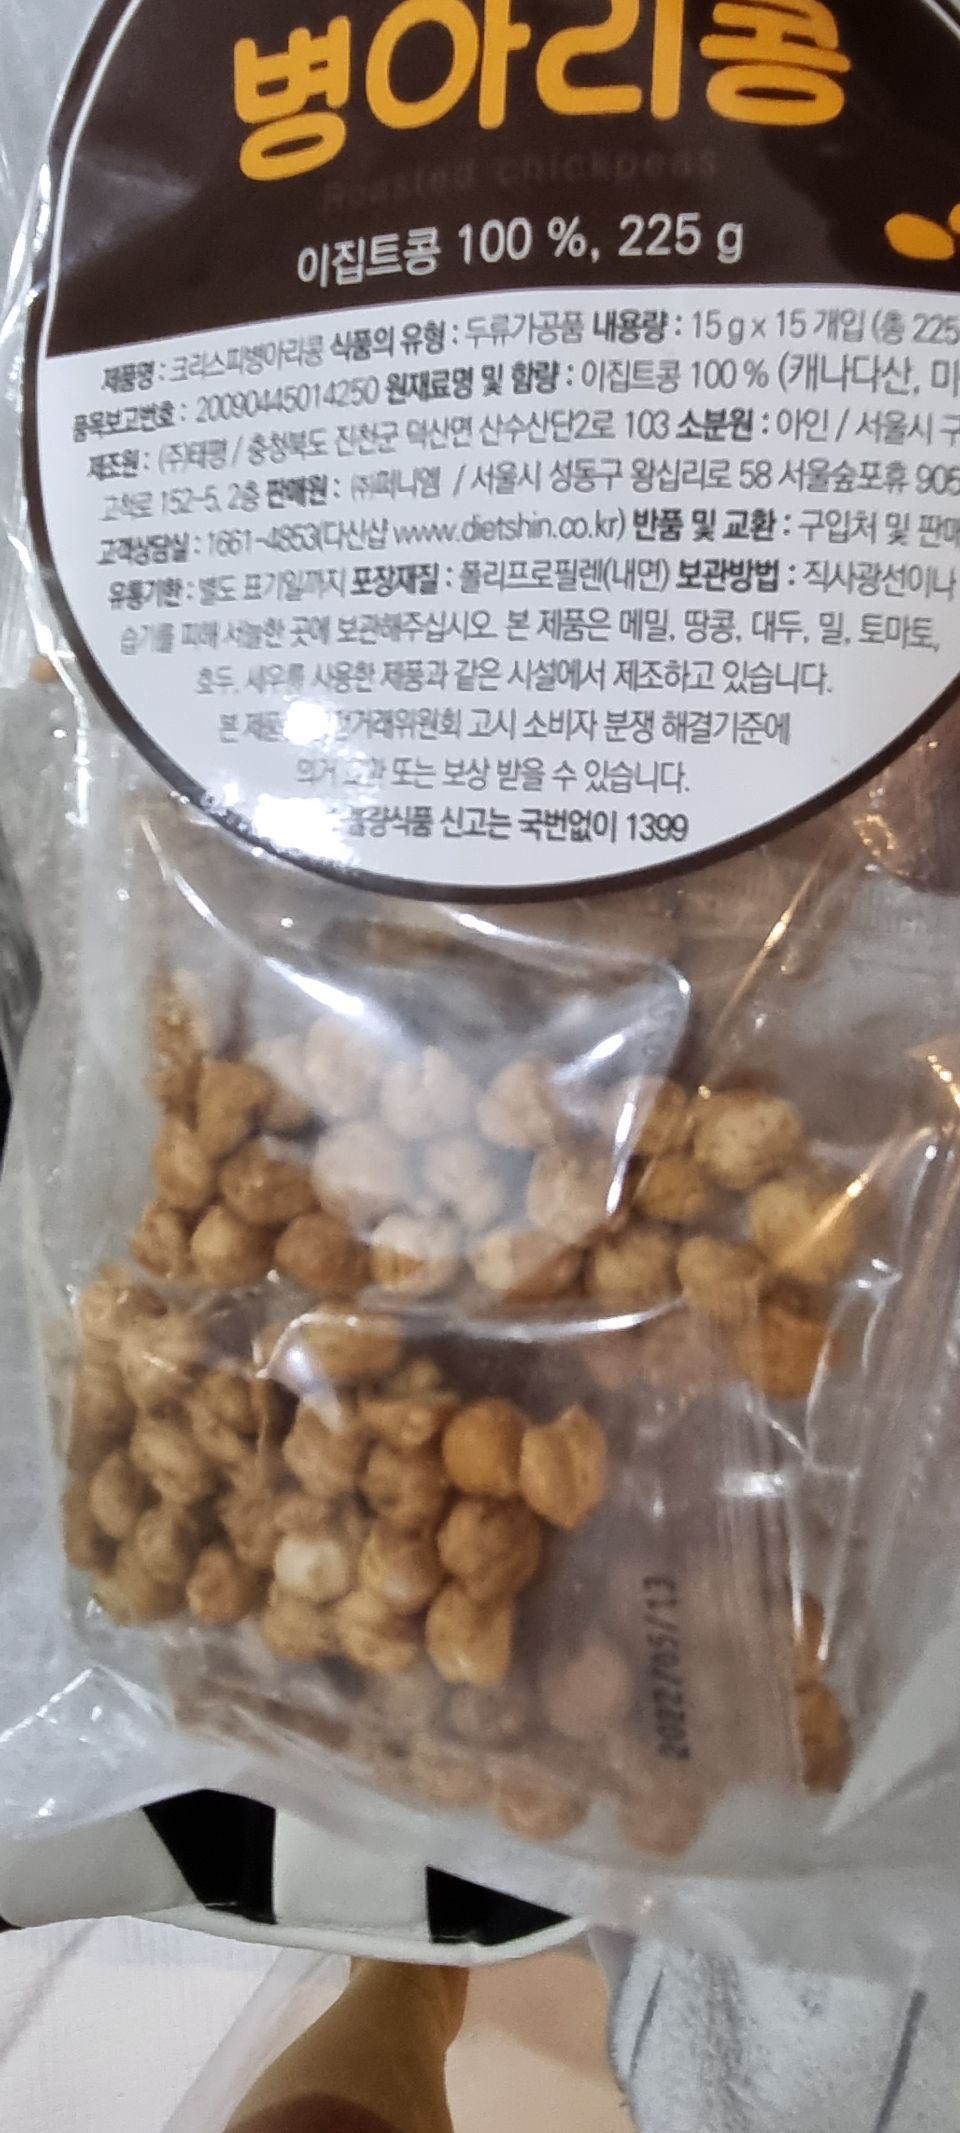 병아리콩
Roasted chickpeas
이집트콩 100 %, 225 g
제품명 : 크리스피병아리콩 식품의 유형 : 두류가공품 내용량 : 15 g x 15 개입 (총 225
품목보고번호 : 20090445014250 원재료명 및 함량 : 이집트콩 100 % (캐나다산, 미
제조원 : (주)태평 / 충청북도 진천군 덕산면 산수산단2로 103 소분원 : 아인 / 서울시 구
고척로 152-5, 2층 판매원 : ㈜퍼니엠 / 서울시 성동구 왕십리로 58 서울숲포휴 905
고객상담실 : 1661-4853(다신샵 www.dietshin.co.kr) 반품 및 교환 : 구입처 및 판매
유통기한 : 별도 표기일까지 포장재질 : 폴리프로필렌(내면) 보관방법 : 직사광선이나
습기를 피해 서늘한 곳에 보관해주십시오 본 제품은 메밀, 땅콩, 대두, 밀, 토마토,
호두, 새우를 사용한 제품과 같은 시설에서 제조하고 있습니다.
본 제품 거래위원회 고시 소비자 분쟁 해결기준에
의거 교환 또는 보상 받을 수 있습니다.
불량식품 신고는 국번없이 1399
2022/05/13